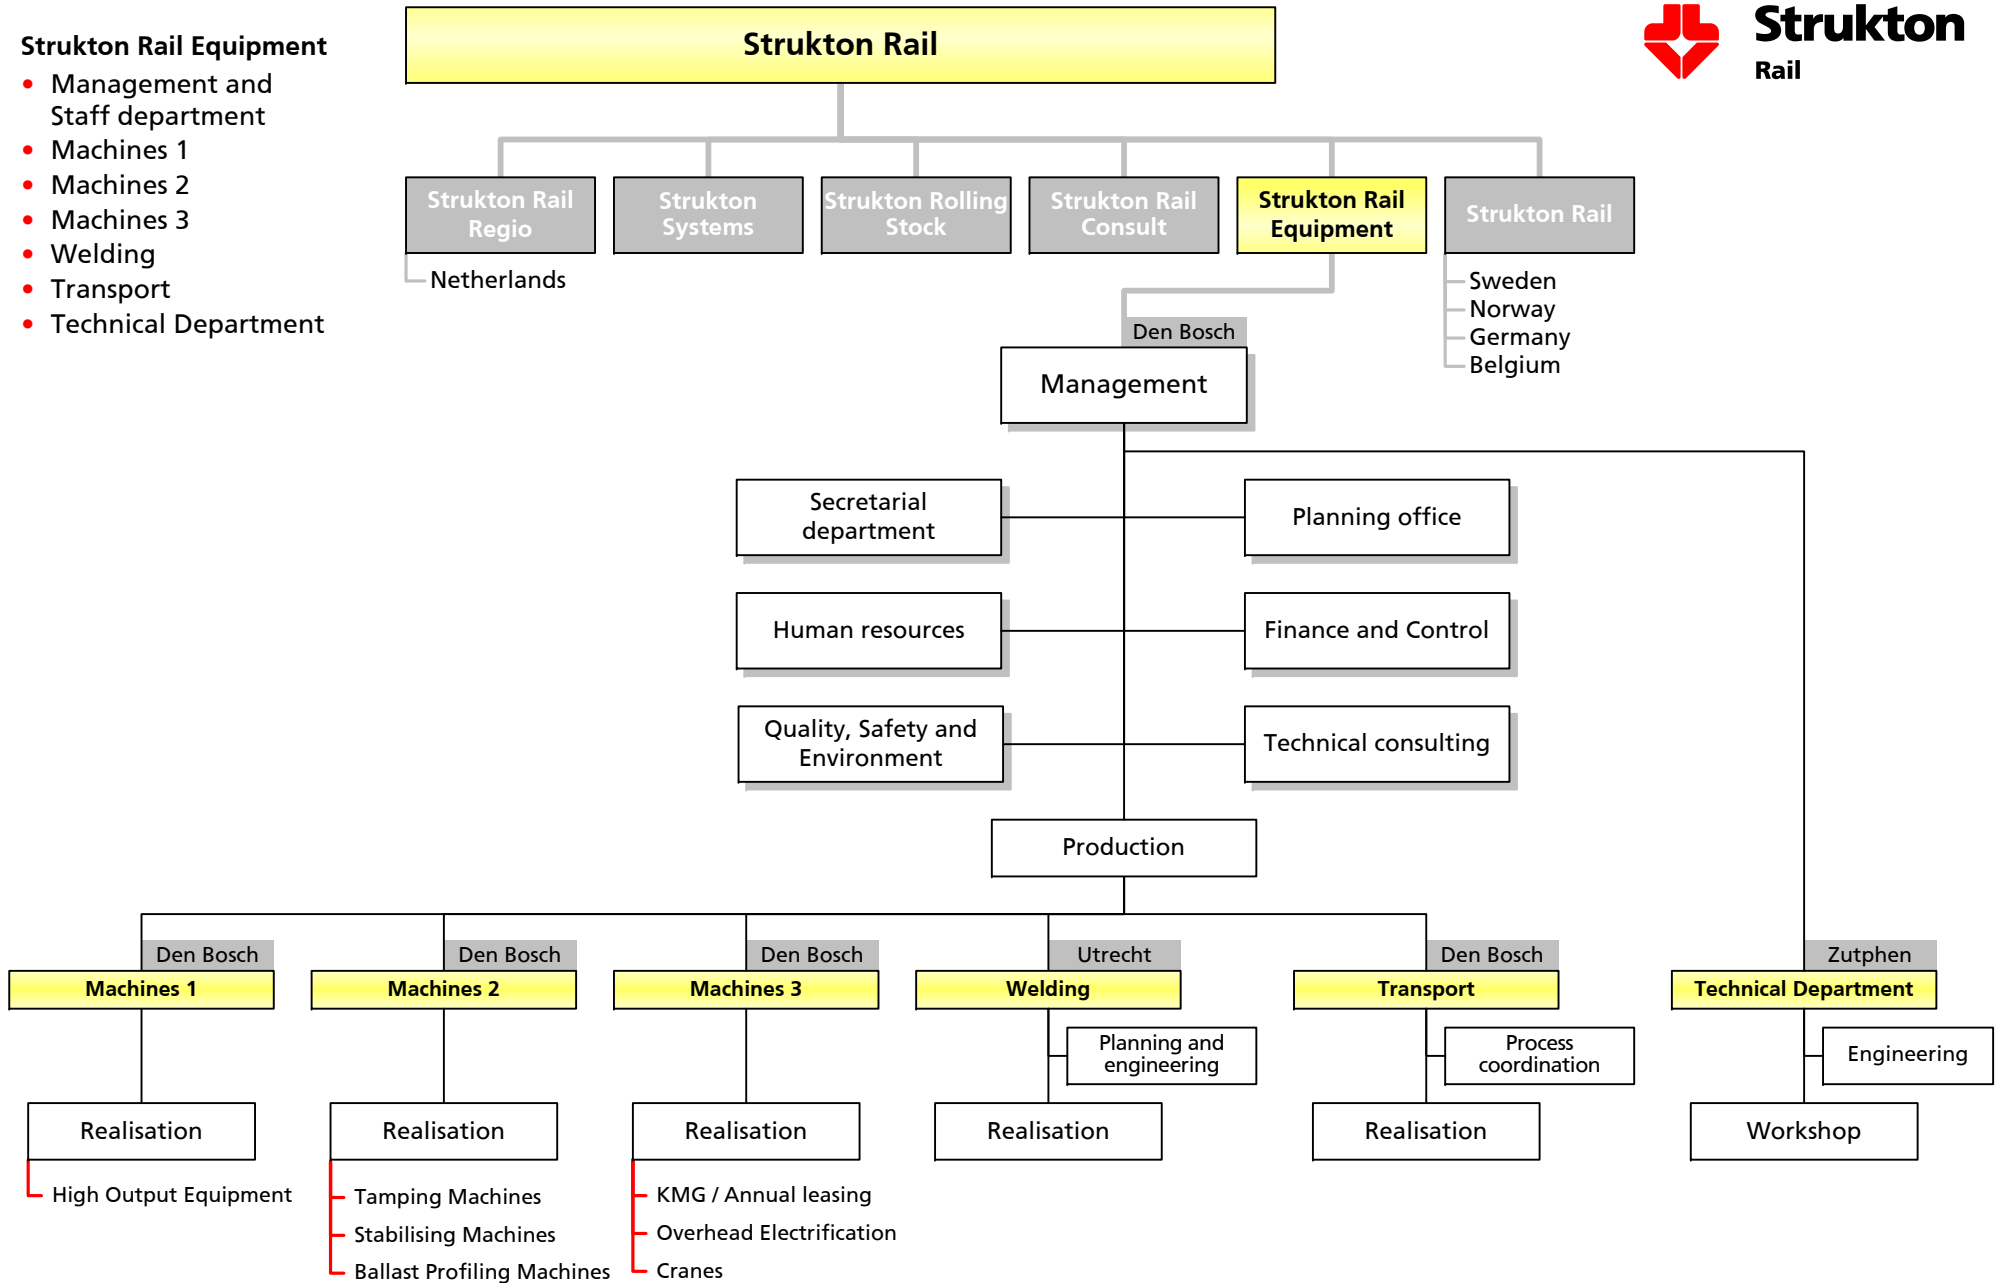 Strukton Rail Equipment
• Management and
Staff department
• Machines 1
• Machines 2
• Machines 3
• Welding
• Transport
• Technical Department
Strukton Rail
Strukton
Rail
Strukton Rail
Regio
Strukton
Systems
Strukton Rolling
Stock
Strukton Rail
Consult
Strukton Rail
Equipment
Strukton Rail
Netherlands
Sweden
Norway
Germany
Belgium
Den Bosch
Management
Secretarial
department
Planning office
Human resources
Finance and Control
Quality, Safety and
Environment
Technical consulting
Production
Den Bosch
Machines 1
Den Bosch
Machines 2
Den Bosch
Machines 3
Utrecht
Welding
Den Bosch
Transport
Zutphen
Technical Department
Planning and
engineering
Process
coordination
Engineering
Realisation
Realisation
Realisation
Realisation
Realisation
Workshop
High Output Equipment
Tamping Machines
Stabilising Machines
Ballast Profiling Machines
KMG / Annual leasing
Overhead Electrification
Cranes